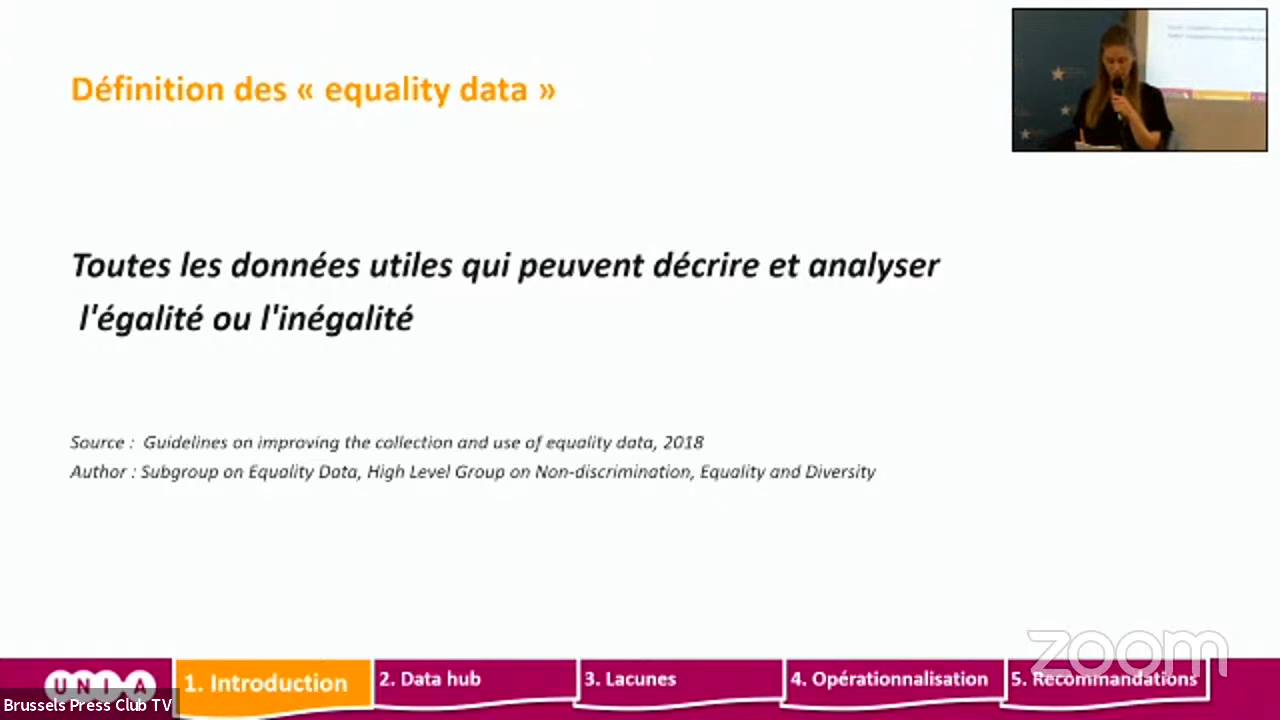 Définition des « equality data »
Toutes les données utiles qui peuvent décrire et analyser
l'égalité ou l'inégalité
Source : Guidelines on improving the collection and use of equality data, 2018
Author : Subgroup on Equality Data, High Level Group on Non-discrimination, Equality and Diversity
zoom
UNIA
1. Introduction
2. Data hub
3. Lacunes
4. Opérationnalisation
5. Recommandations
Brussels Press Club TV